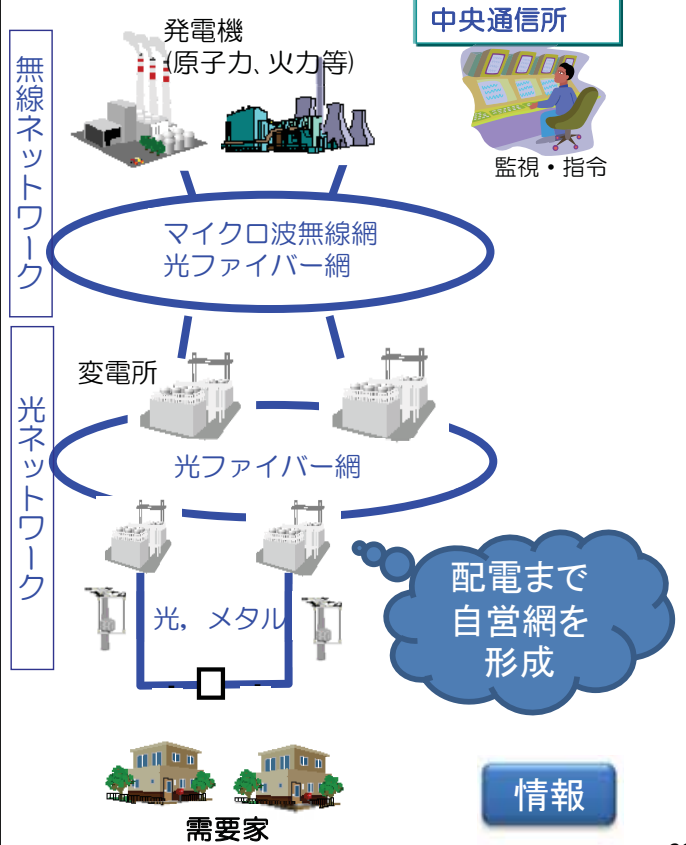 中央通信所
発電機
(原子力、火力等)
監視・指令
無線ネットワーク
マイクロ波無線網
光ファイバー網
変電所
光ネットワーク
光ファイバー網
光，メタル
配電まで
自営網を
形成
需要家
情報